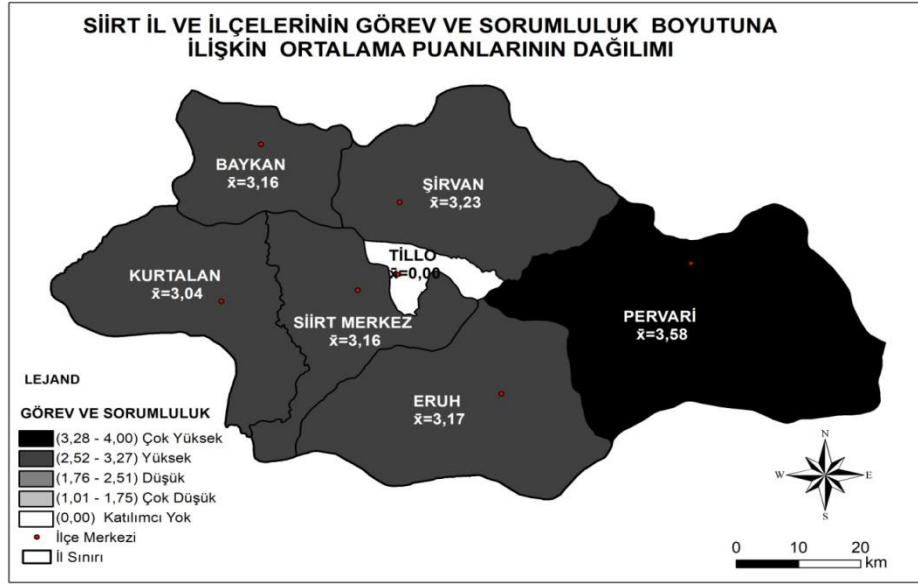 SİİRT İL VE İLÇELERİNİN GÖREV VE SORUMLULUK BOYUTUNA
İLİŞKİN ORTALAMA PUANLARININ DAĞILIMI
BAYKAN
x̄=3,16
ŞİRVAN
x̄=3,23
TİLLO
x̄=0,00
KURTALAN
x̄=3,04
SİİRT MERKEZ
x̄=3,16
PERVARİ
x̄=3,58
ERUH
x̄=3,17
LEJAND
GÖREV VE SORUMLULUK
(3,28 - 4,00) Çok Yüksek
(2,52 - 3,27) Yüksek
(1,76 - 2,51) Düşük
(1,01 - 1,75) Çok Düşük
(0,00) Katılımcı Yok
İlçe Merkezi
İl Sınırı
N
W E
S
0 10 20
km